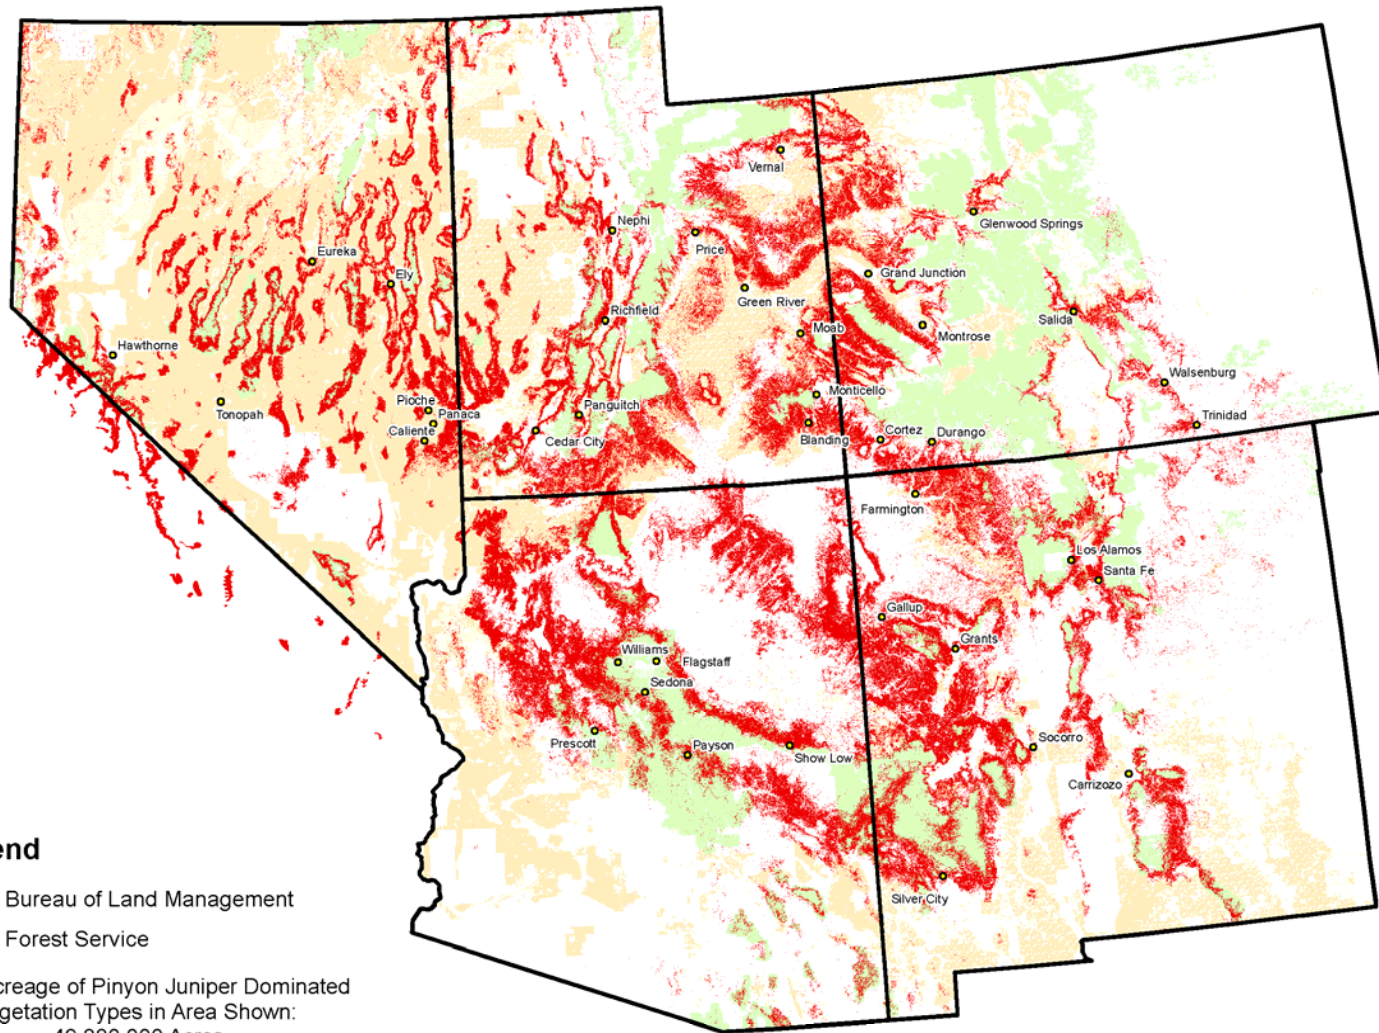 Vernal
Glenwood Springs
Nephi
Price
Eureka
Grand Junction
Ely
Green River
Richfield
Salida
Moab
Montrose
Hawthorne
Walsenburg
Monticello
Pioche
Panguitch
Tonopah
Panaca
Trinidad
Caliente
Cedar City
Blanding
Cortez
Durango
Farmington
Los Alamos
Santa Fe
Gallup
Grants
Williams
Flagstaff
Sedona
Socorro
Prescott
Payson
Show Low
Carrizozo
end
Bureau of Land Management
Silver City
Forest Service
creage of Pinyon Juniper Dominated
getation Types in Area Shown: